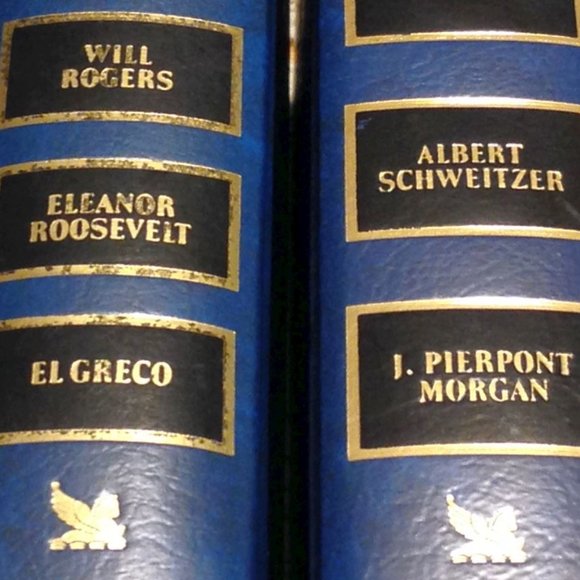 WILL
ROGERS
ELEANOR
ROOSEVELT
EL GRECO
ALBERT
SCHWEITZER
J. PIERPONT
MORGAN